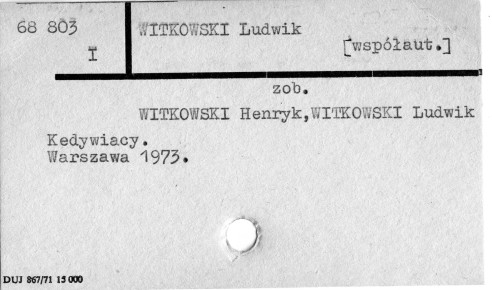 68 803
I
WITKOWSKI Ludwik
[współaut.]
zob.
WITKOWSKI Henryk,WITKOWSKI Ludwik
Kedywiacy.
Warszawa 1973.
DUJ 867/71 15 000